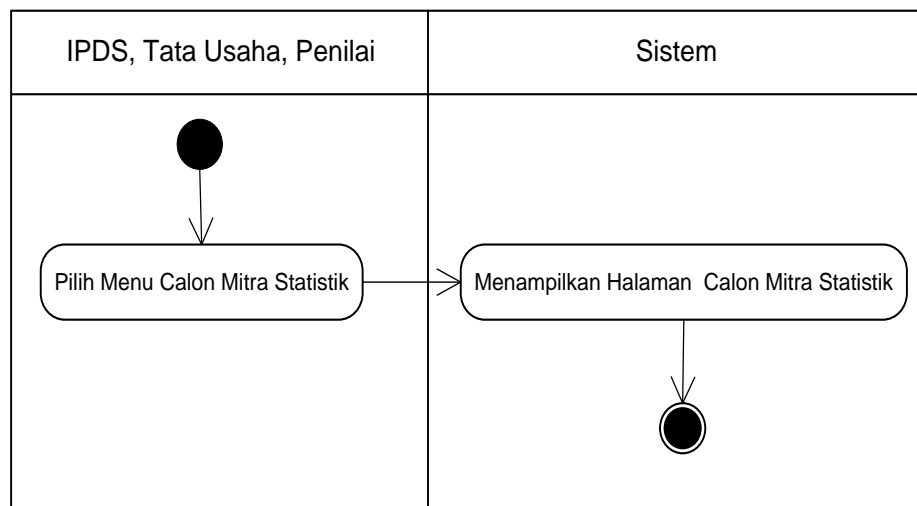 IPDS, Tata Usaha, Penilai
Sistem
Pilih Menu Calon Mitra Statistik
Menampilkan Halaman  Calon Mitra Statistik